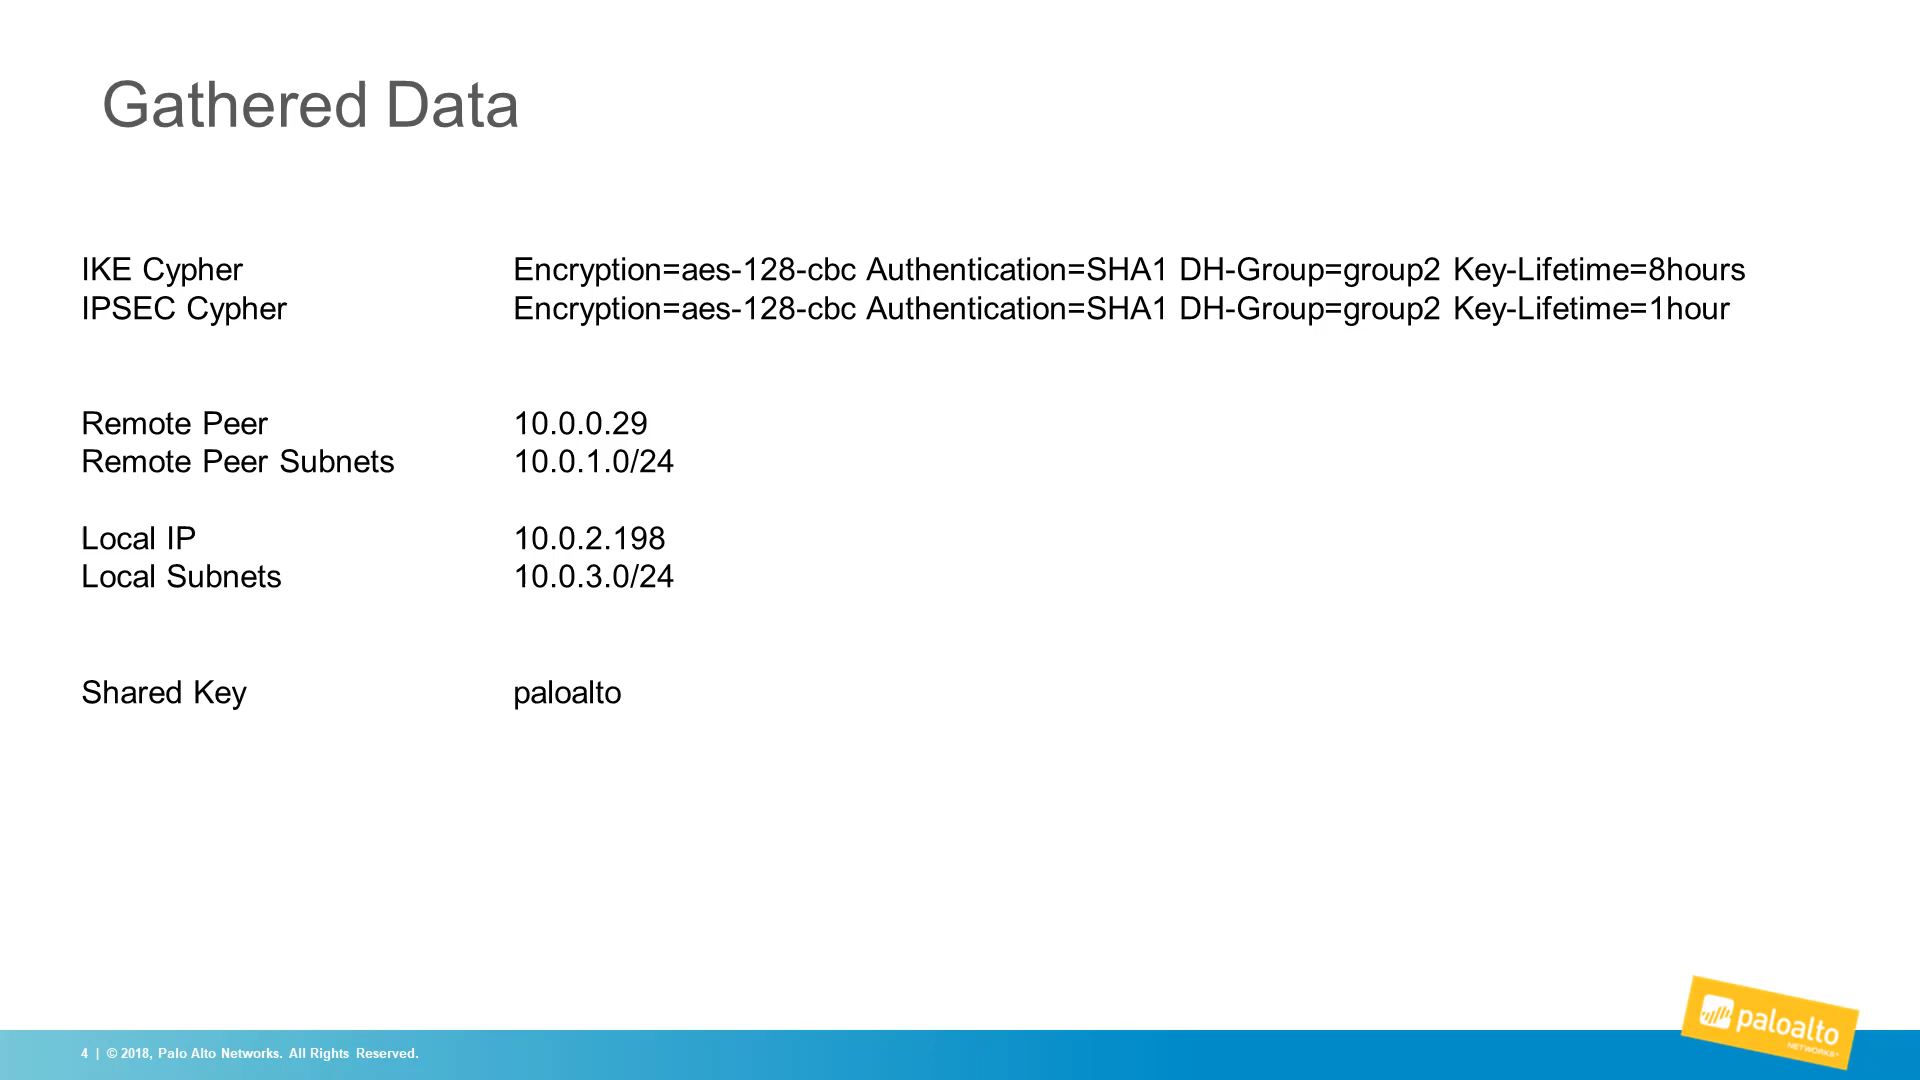 Gathered Data
IKE Cypher Encryption=aes-128-cbc Authentication=SHA1 DH-Group=group2 Key-Lifetime=8hours
IPSEC Cypher Encryption=aes-128-cbc Authentication=SHA1 DH-Group=group2 Key-Lifetime=1hour
Remote Peer 10.0.0.29
Remote Peer Subnets 10.0.1.0/24
Local IP 10.0.2.198
Local Subnets 10.0.3.0/24
Shared Key paloalto
4 | © 2018, Palo Alto Networks. All Rights Reserved.
paloalto
NETWORKS®